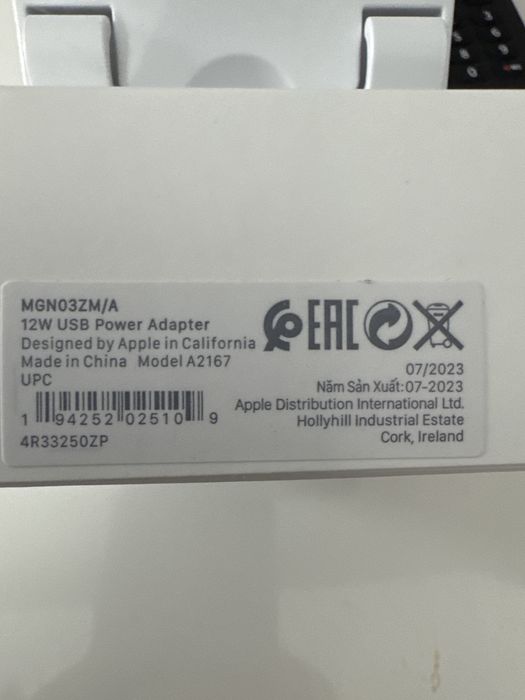 MGN03ZM/A
12W USB Power Adapter
Designed by Apple in California
Made in China Model A2167
UPC
1 94252 02510 9
4R33250ZP
EAC
07/2023
Năm Sản Xuất:07-2023
Apple Distribution International Ltd.
Hollyhill Industrial Estate
Cork, Ireland